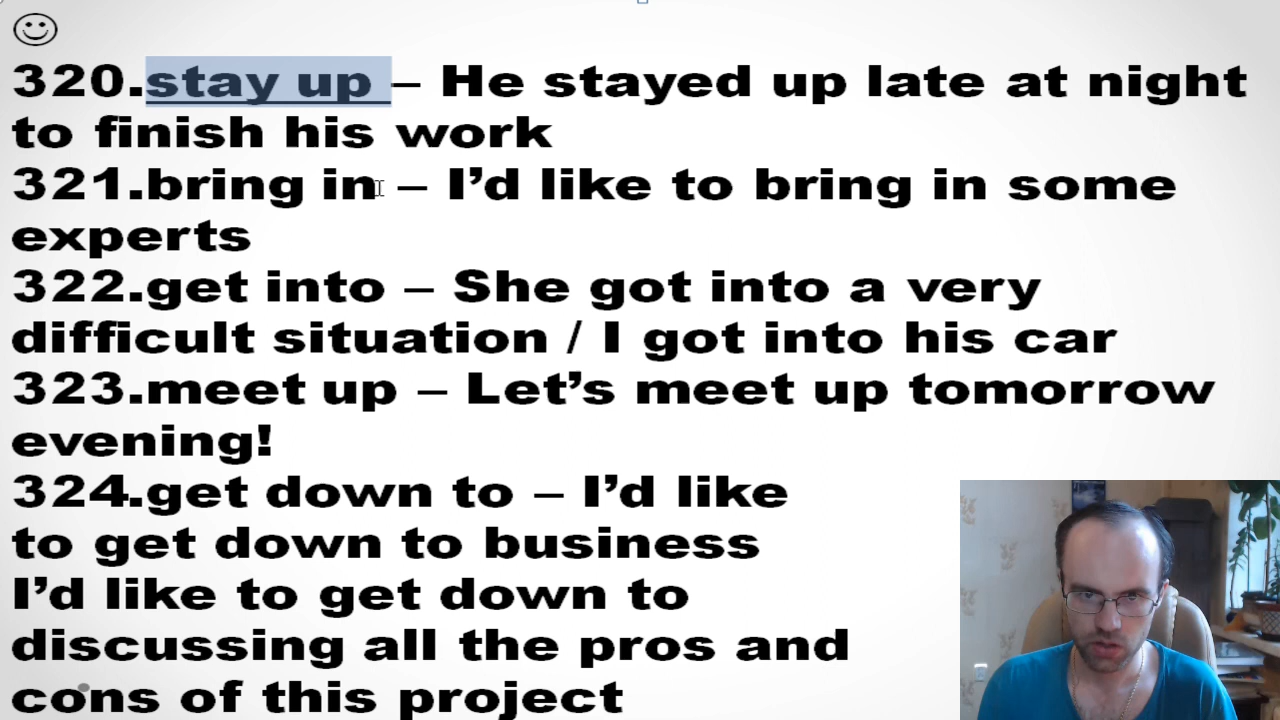 320.stay up – He stayed up late at night
to finish his work
321.bring in – I’d like to bring in some
experts
322.get into – She got into a very
difficult situation / I got into his car
323.meet up – Let’s meet up tomorrow
evening!
324.get down to – I’d like
to get down to business
I’d like to get down to
discussing all the pros and
cons of this project